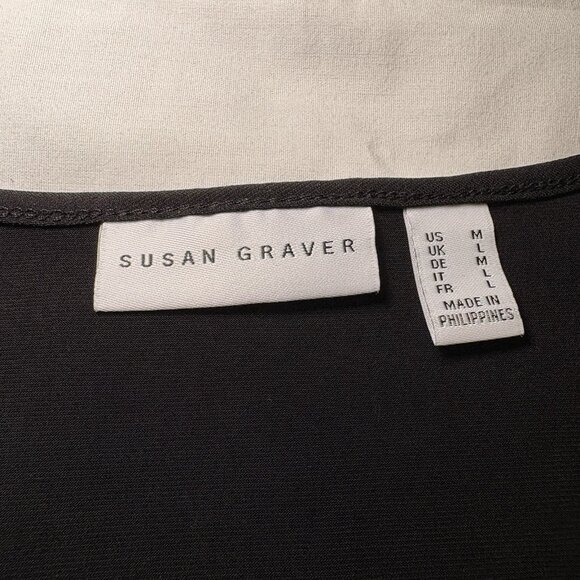 SUSAN GRAVER
US M
UK L
DE M
IT L
FR L
MADE IN
PHILIPPINES